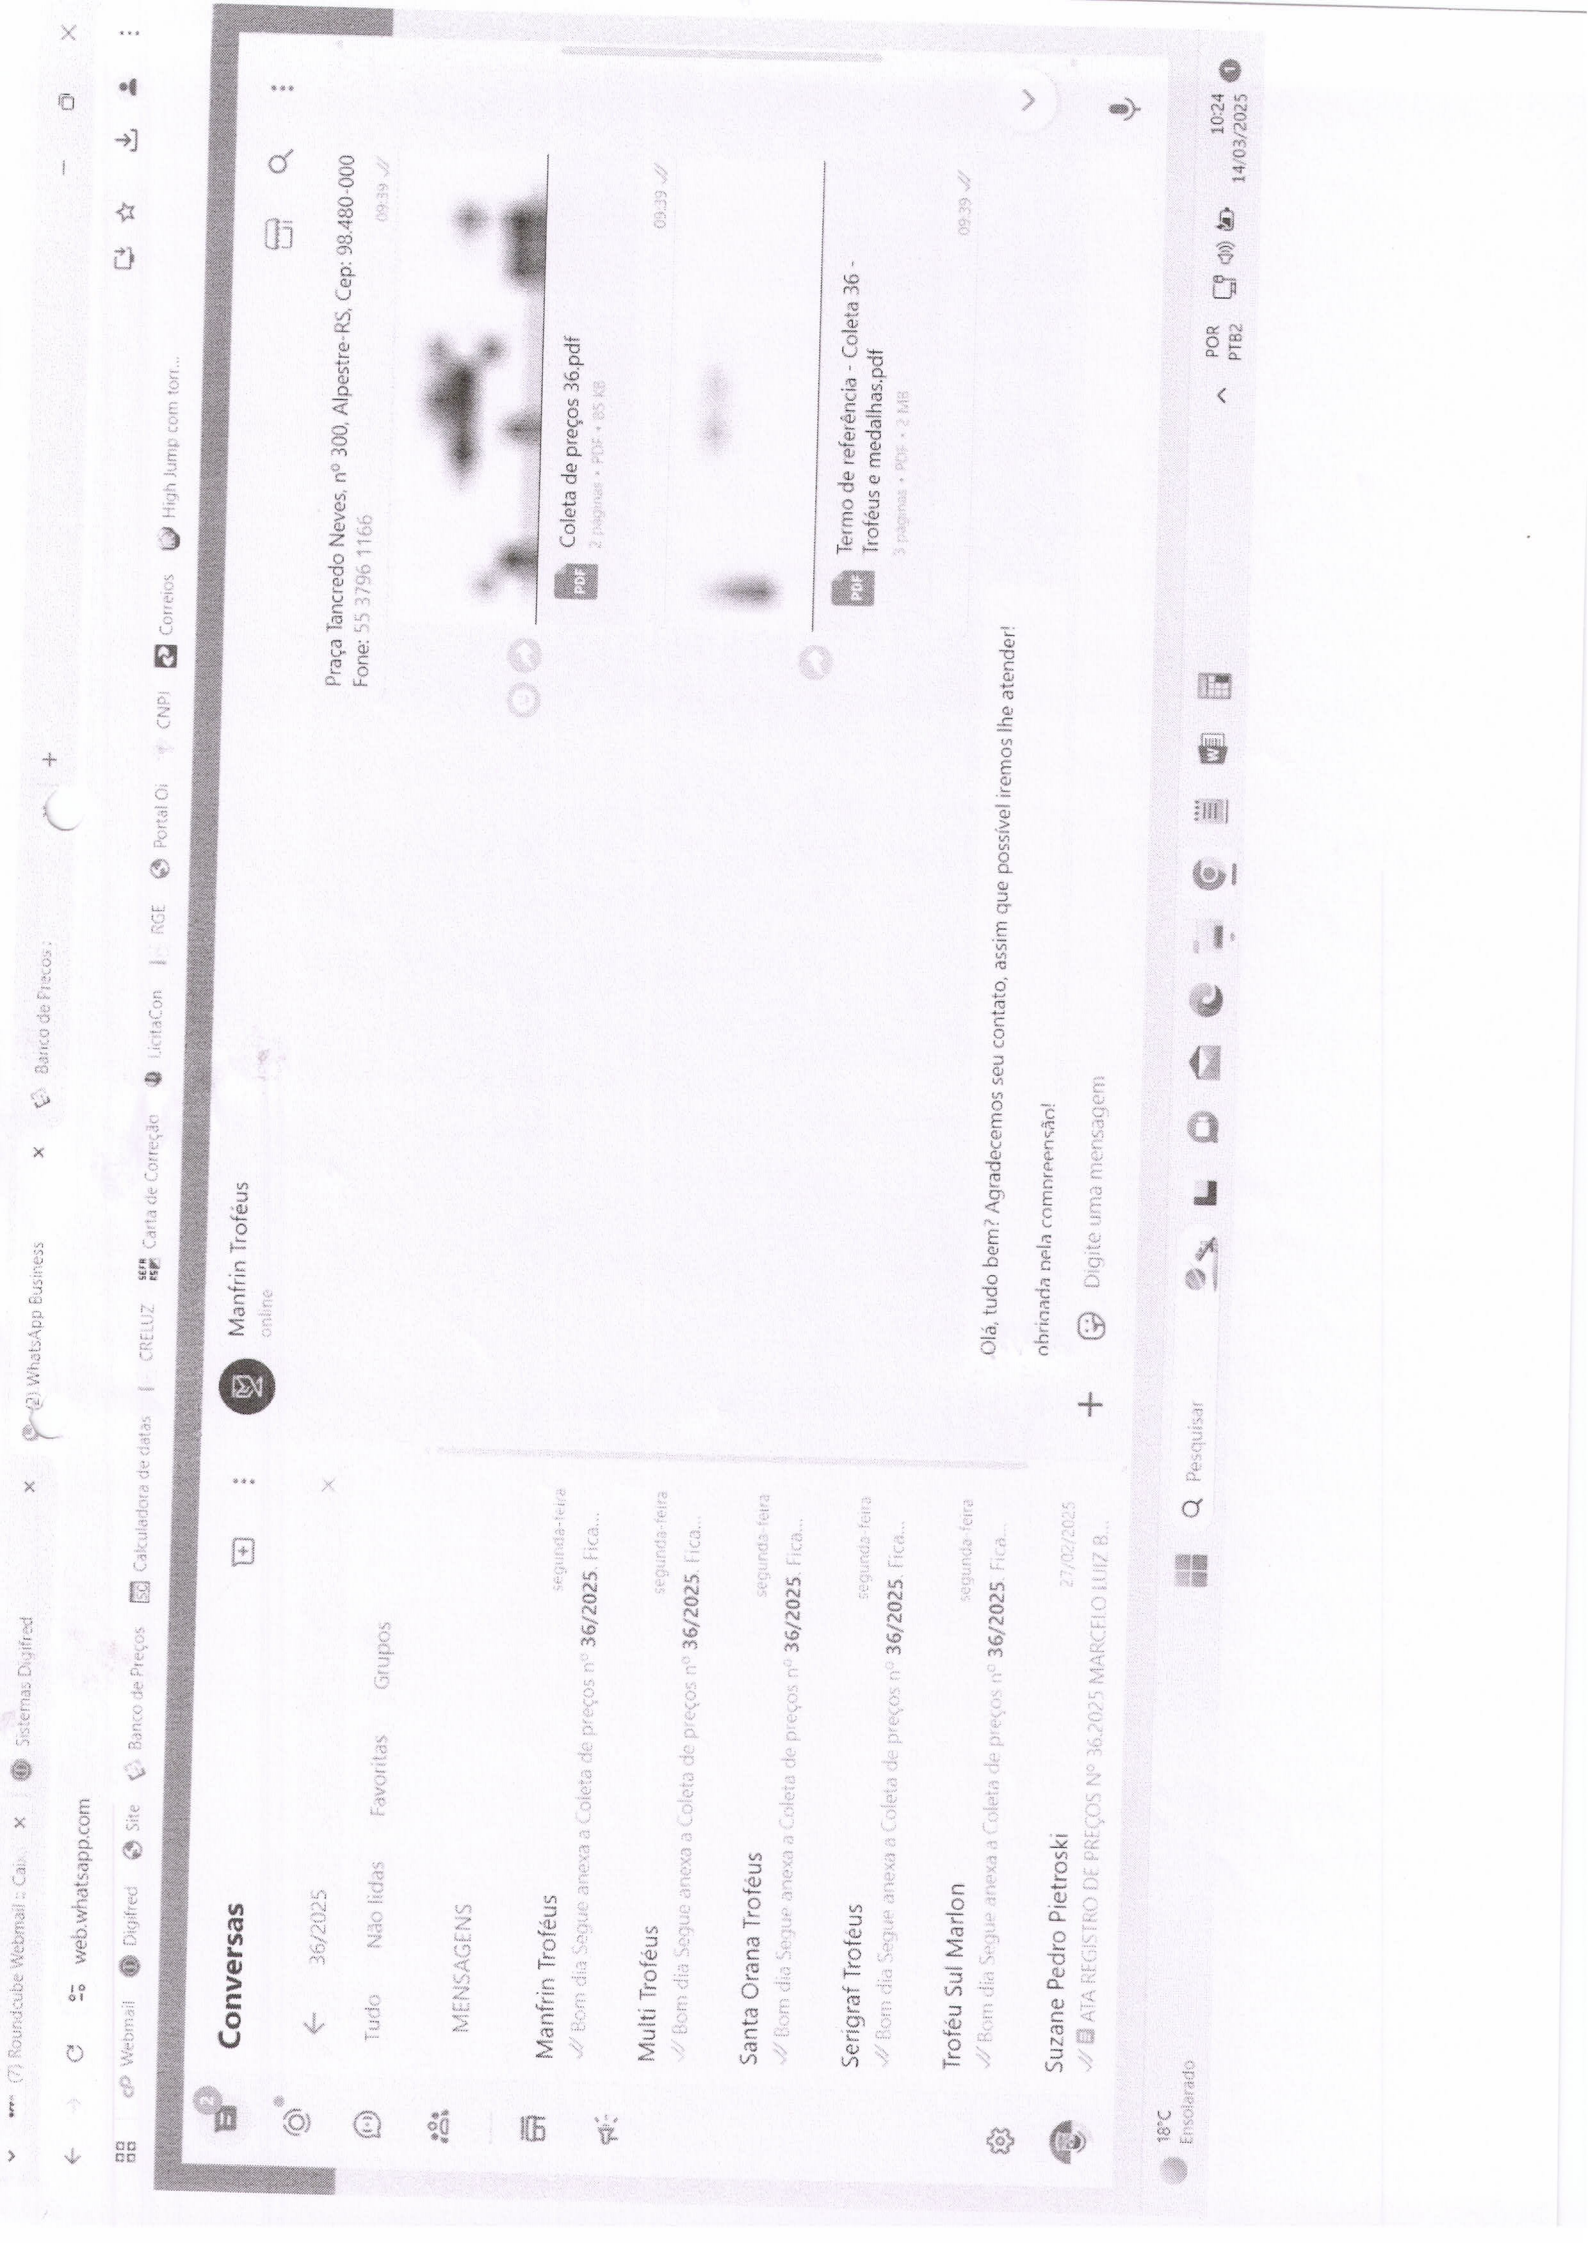 (7) Roundcube Webmail :: Cai.
Sistemas Digifred
(2) WhatsApp Business
Banco de Preços
web.whatsapp.com
Webmail
Digifred
Site
Banco de Preços
SC Calculadora de datas
CRELUZ
Carta de Correção
LicitaCon
RGE
Portal Oi
CNPJ
Correios
High Jump com torr...
2
Conversas
36/2025
Tudo
Não lidas
Favoritas
Grupos
MENSAGENS
Manfrin Troféus
segunda-feira
Bom dia Segue anexa a Coleta de preços nº 36/2025. Fica...
Multi Troféus
segunda-feira
Bom dia Segue anexa a Coleta de preços nº 36/2025. Fica...
Santa Orana Troféus
segunda-feira
Bom dia Segue anexa a Coleta de preços nº 36/2025. Fica...
Serigraf Troféus
segunda-feira
Bom dia Segue anexa a Coleta de preços nº 36/2025. Fica...
Troféu Sul Marlon
segunda-feira
Bom dia Segue anexa a Coleta de preços nº 36/2025. Fica...
Suzane Pedro Pietroski
27/02/2025
ATA REGISTRO DE PREÇOS Nº 36.2025 MARCELO LUIZ B...
Manfrin Troféus
online
Praça Tancredo Neves, nº 300, Alpestre-RS, Cep: 98.480-000
Fone: 55 3796 1166
09:39
PDF
Coleta de preços 36.pdf
2 páginas • PDF • 85 kB
09:39
PDF
Termo de referência - Coleta 36 -
Troféus e medalhas.pdf
3 páginas • PDF • 2 MB
09:39
Olá, tudo bem? Agradecemos seu contato, assim que possível iremos lhe atender!
obrigada pela compreensão!
Digite uma mensagem
18°C
Ensolarado
Pesquisar
POR
PTB2
10:24
14/03/2025
1